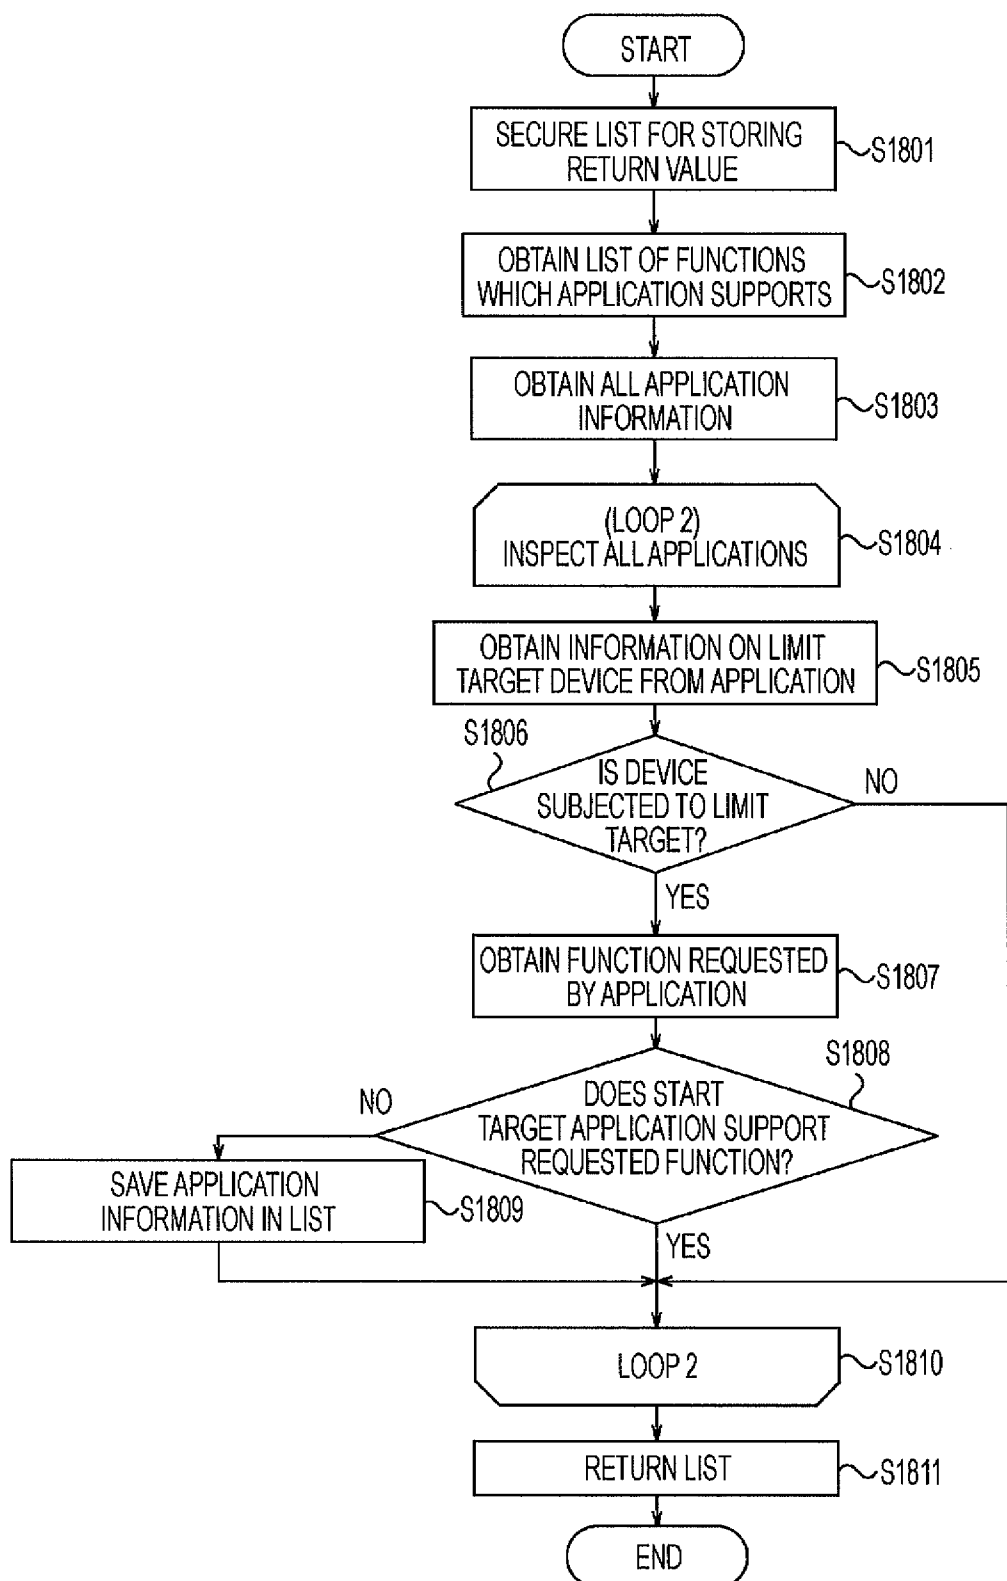 START
SECURE LIST FOR STORING
RETURN VALUE
S1801
OBTAIN LIST OF FUNCTIONS
WHICH APPLICATION SUPPORTS
S1802
OBTAIN ALL APPLICATION
INFORMATION
S1803
(LOOP 2)
INSPECT ALL APPLICATIONS
S1804
OBTAIN INFORMATION ON LIMIT
TARGET DEVICE FROM APPLICATION
S1805
S1806
IS DEVICE
SUBJECTED TO LIMIT
TARGET?
NO
YES
OBTAIN FUNCTION REQUESTED
BY APPLICATION
S1807
S1808
DOES START
TARGET APPLICATION SUPPORT
REQUESTED FUNCTION?
NO
SAVE APPLICATION
INFORMATION IN LIST
S1809
YES
LOOP 2
S1810
RETURN LIST
S1811
END